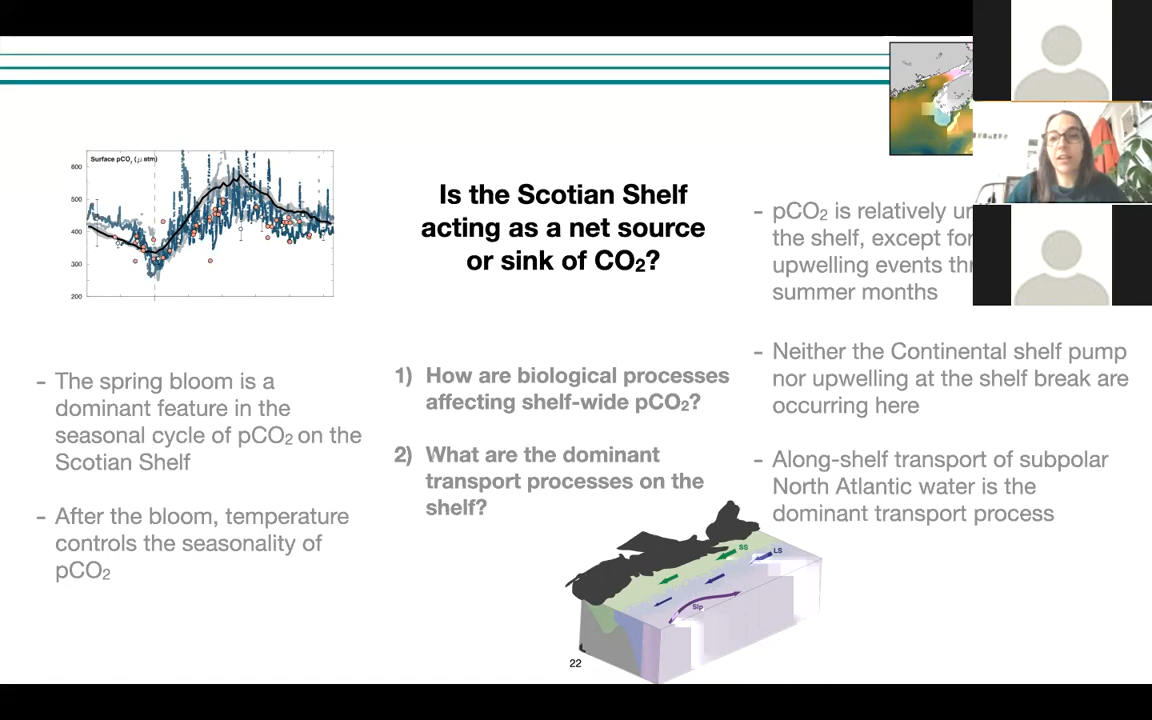 Surface pCO₂ (μ atm)
600
500
400
300
200
Is the Scotian Shelf
acting as a net source
or sink of CO₂?
- The spring bloom is a
dominant feature in the
seasonal cycle of pCO₂ on the
Scotian Shelf
- After the bloom, temperature
controls the seasonality of
pCO₂
1) How are biological processes
affecting shelf-wide pCO₂?
2) What are the dominant
transport processes on the
shelf?
- pCO₂ is relatively
the shelf, except for
upwelling events
summer months
- Neither the Continental shelf pump
nor upwelling at the shelf break are
occurring here
- Along-shelf transport of subpolar
North Atlantic water is the
dominant transport process
SS
LS
Slp
22